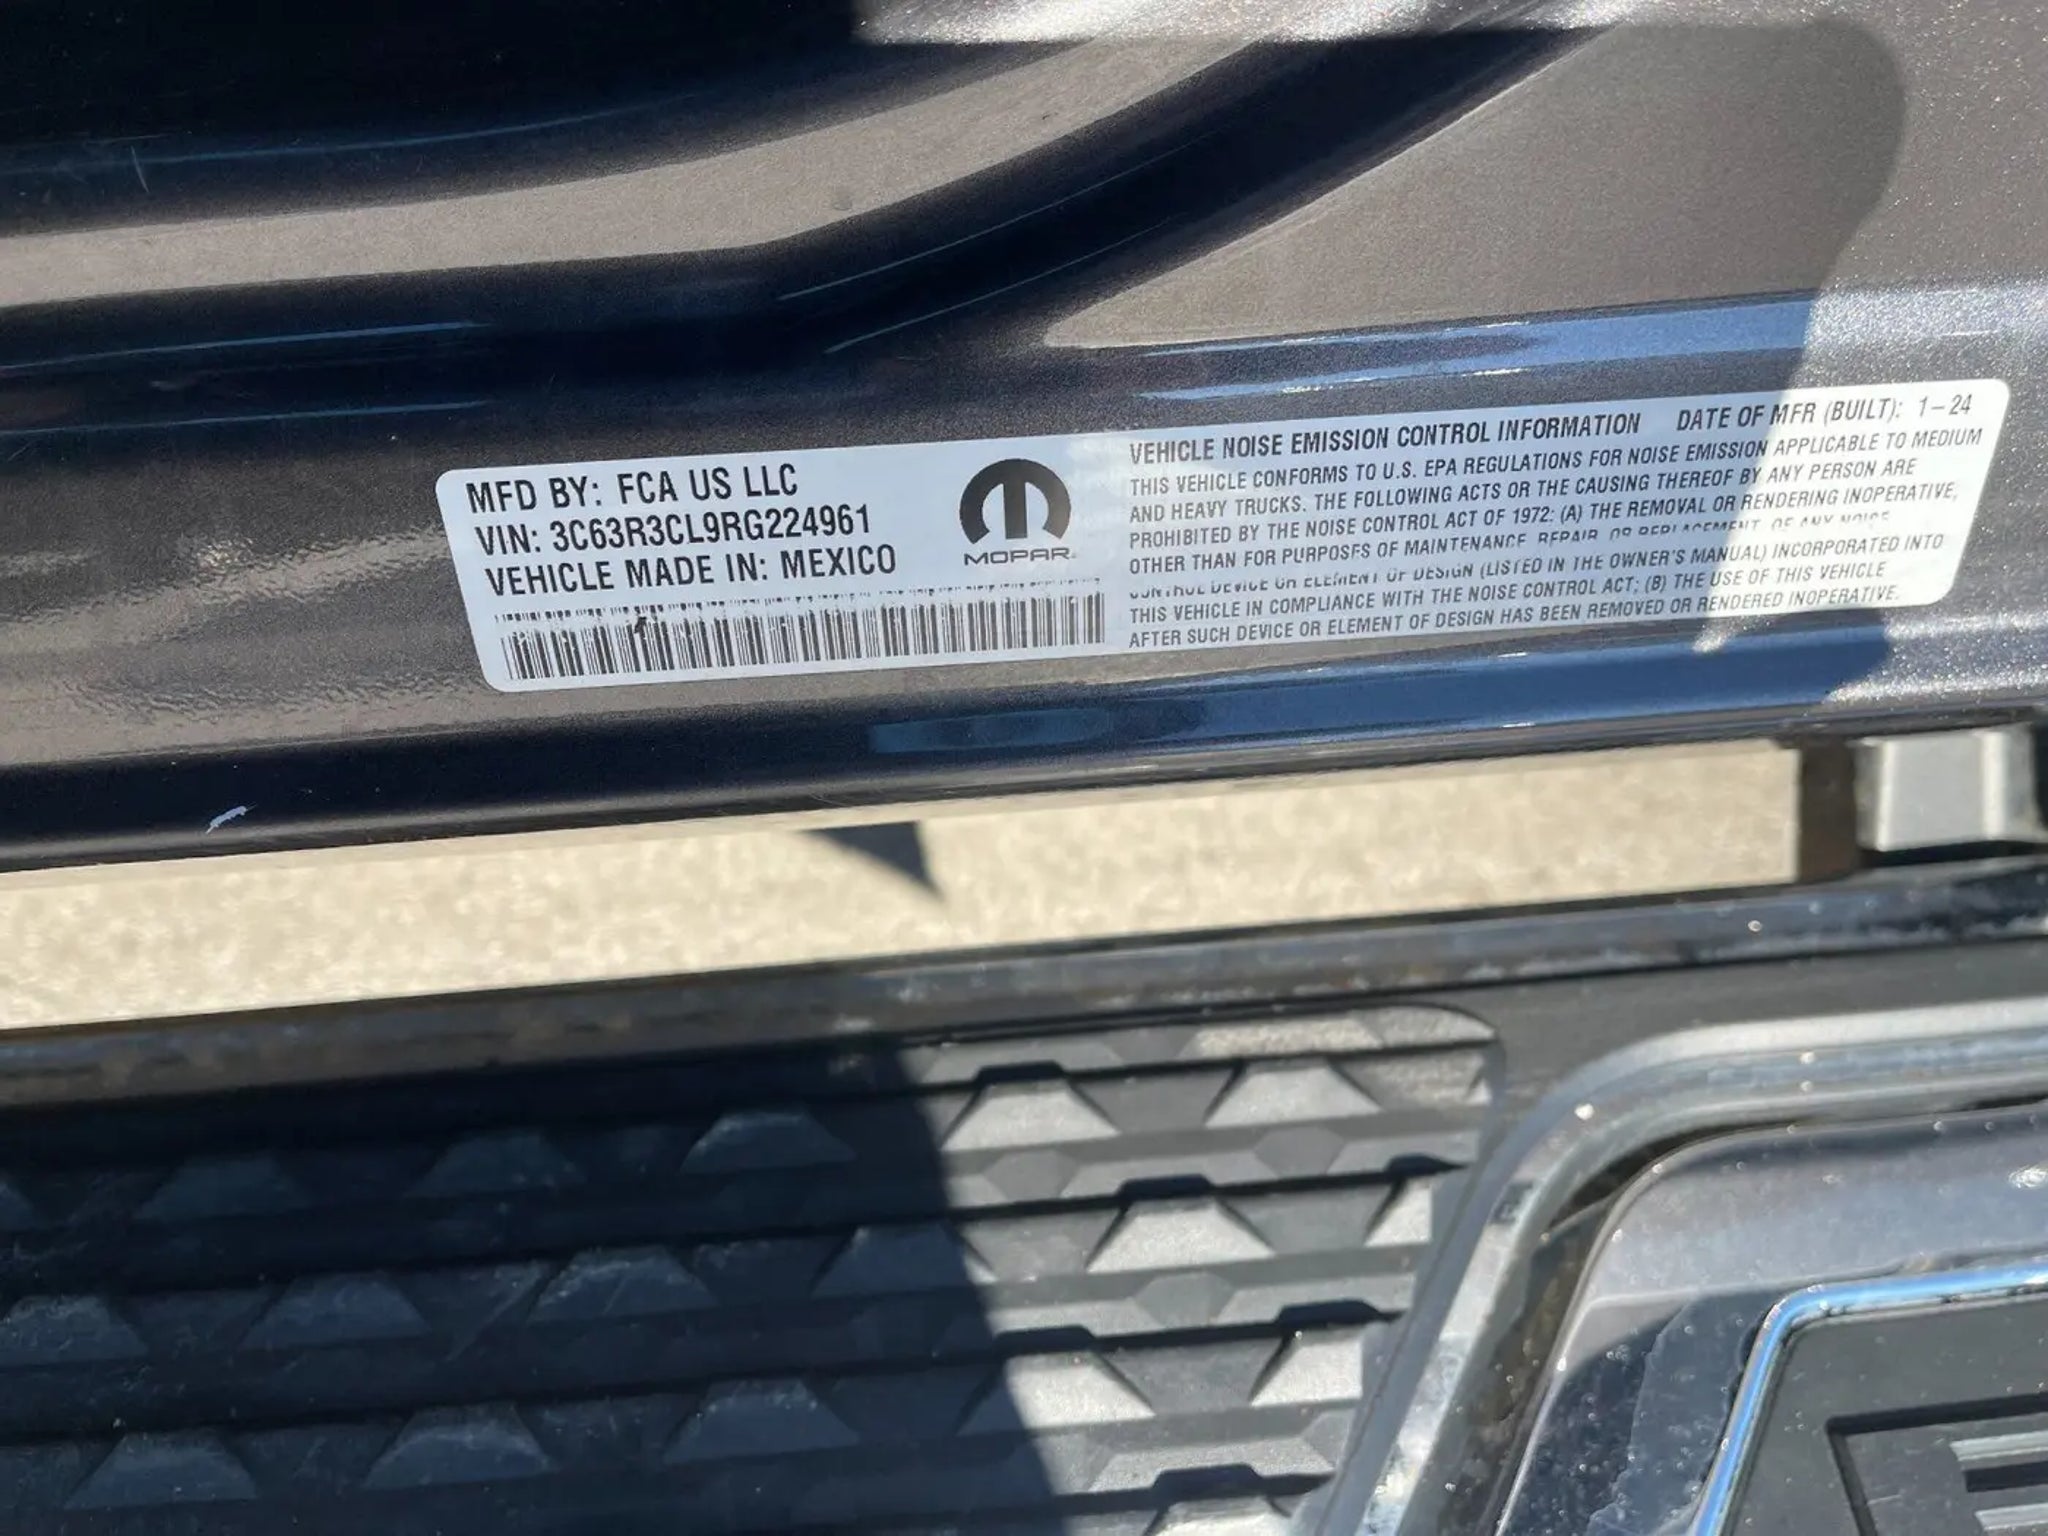 MFD BY: FCA US LLC
VIN: 3C63R3CL9RG224961
VEHICLE MADE IN: MEXICO
MOPAR
VEHICLE NOISE EMISSION CONTROL INFORMATION DATE OF MFR (BUILT): 1-24
THIS VEHICLE CONFORMS TO U.S. EPA REGULATIONS FOR NOISE EMISSION APPLICABLE TO MEDIUM
AND HEAVY TRUCKS. THE FOLLOWING ACTS OR THE CAUSING THEREOF BY ANY PERSON ARE
PROHIBITED BY THE NOISE CONTROL ACT OF 1972: (A) THE REMOVAL OR RENDERING INOPERATIVE,
OTHER THAN FOR PURPOSES OF MAINTENANCE, REPAIR, OR REPLACEMENT, OF ANY NOISE
CONTROL DEVICE OR ELEMENT OF DESIGN (LISTED IN THE OWNER'S MANUAL) INCORPORATED INTO
THIS VEHICLE IN COMPLIANCE WITH THE NOISE CONTROL ACT; (B) THE USE OF THIS VEHICLE
AFTER SUCH DEVICE OR ELEMENT OF DESIGN HAS BEEN REMOVED OR RENDERED INOPERATIVE.